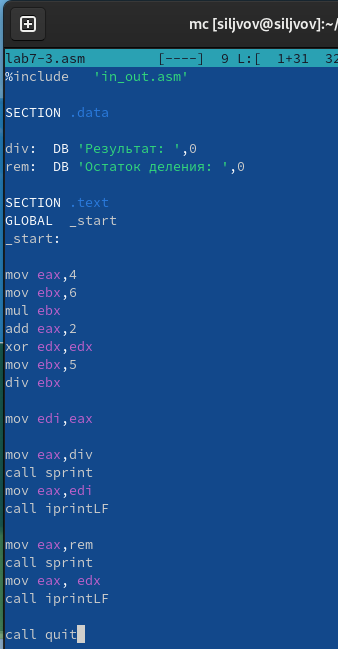 mc [siljvov@siljvov]:~/
lab7-3.asm [----] 9 L:[ 1+31 32
%include 'in_out.asm'
SECTION .data
div: DB 'Результат: ',0
rem: DB 'Остаток деления: ',0
SECTION .text
GLOBAL _start
_start:
mov eax,4
mov ebx,6
mul ebx
add eax,2
xor edx,edx
mov ebx,5
div ebx
mov edi,eax
mov eax,div
call sprint
mov eax,edi
call iprintLF
mov eax,rem
call sprint
mov eax, edx
call iprintLF
call quit